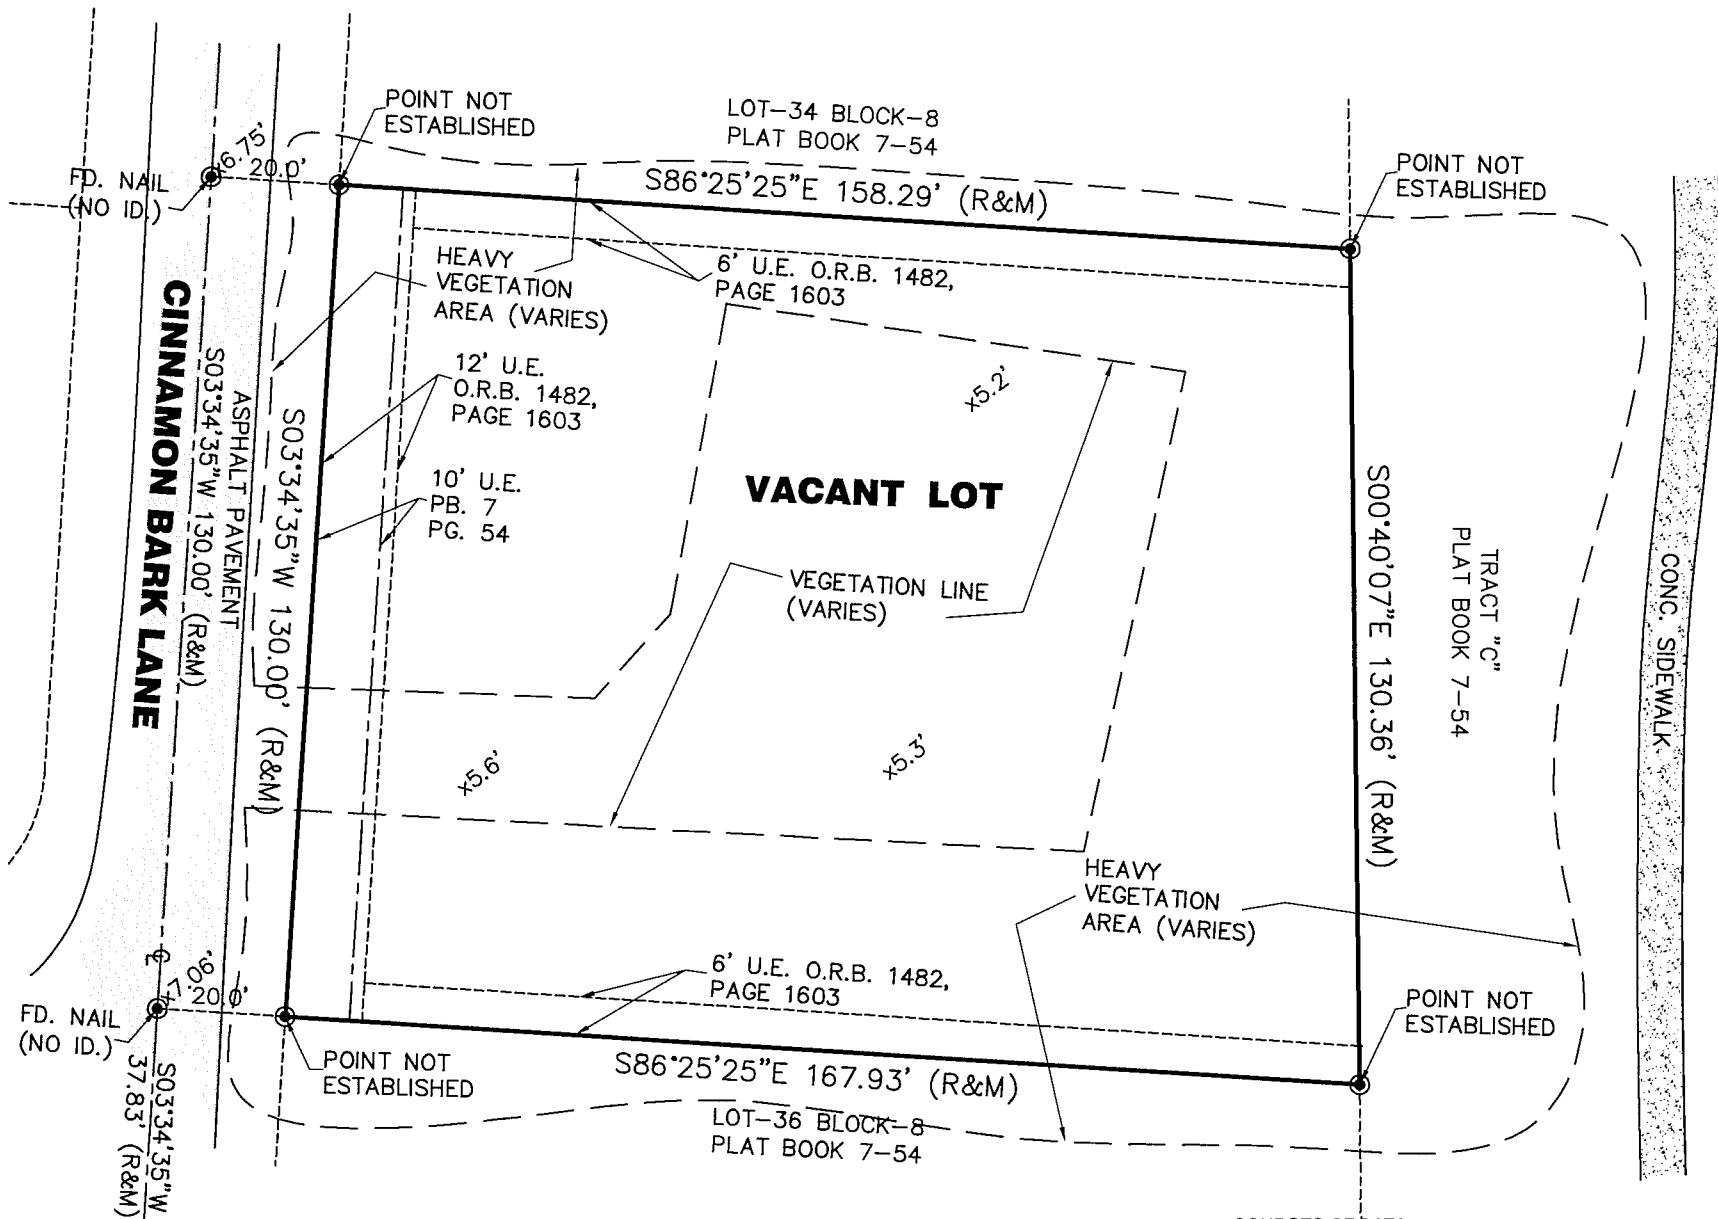 POINT NOT
ESTABLISHED
LOT-34 BLOCK-8
PLAT BOOK 7-54
POINT NOT
ESTABLISHED
x6.75'
20.0'
FD. NAIL
(NO ID.)
S86°25'25"E 158.29' (R&M)
HEAVY
VEGETATION
AREA (VARIES)
6' U.E. O.R.B. 1482,
PAGE 1603
12' U.E.
O.R.B. 1482,
PAGE 1603
x5.2'
10' U.E.
PB. 7
PG. 54
VACANT LOT
CINNAMON BARK LANE
S03°34'35"W 130.00' (R&M)
ASPHALT PAVEMENT
S03°34'35"W 130.00' (R&M)
VEGETATION LINE
(VARIES)
S00°40'07"E 130.36' (R&M)
TRACT "C"
PLAT BOOK 7-54
CONC. SIDEWALK
x5.6'
x5.3'
HEAVY
VEGETATION
AREA (VARIES)
6' U.E. O.R.B. 1482,
PAGE 1603
℄
x7.06'
20.0'
FD. NAIL
(NO ID.)
POINT NOT
ESTABLISHED
S86°25'25"E 167.93' (R&M)
POINT NOT
ESTABLISHED
LOT-36 BLOCK-8
PLAT BOOK 7-54
S03°34'35"W
37.83' (R&M)